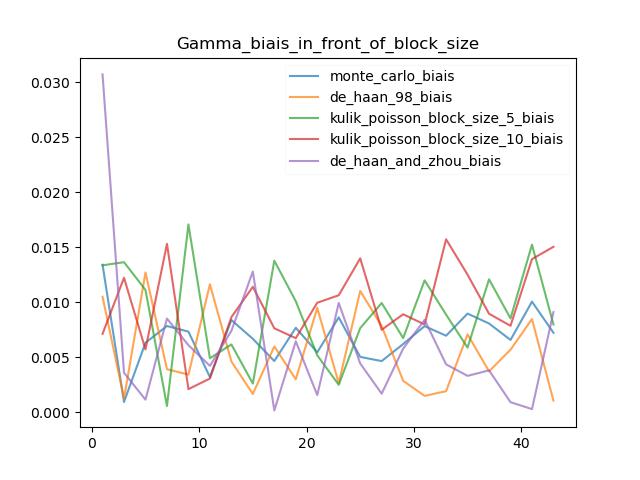 Gamma_biais_in_front_of_block_size
monte_carlo_biais
de_haan_98_biais
kulik_poisson_block_size_5_biais
kulik_poisson_block_size_10_biais
de_haan_and_zhou_biais
0.030
0.025
0.020
0.015
0.010
0.005
0.000
0 10 20 30 40